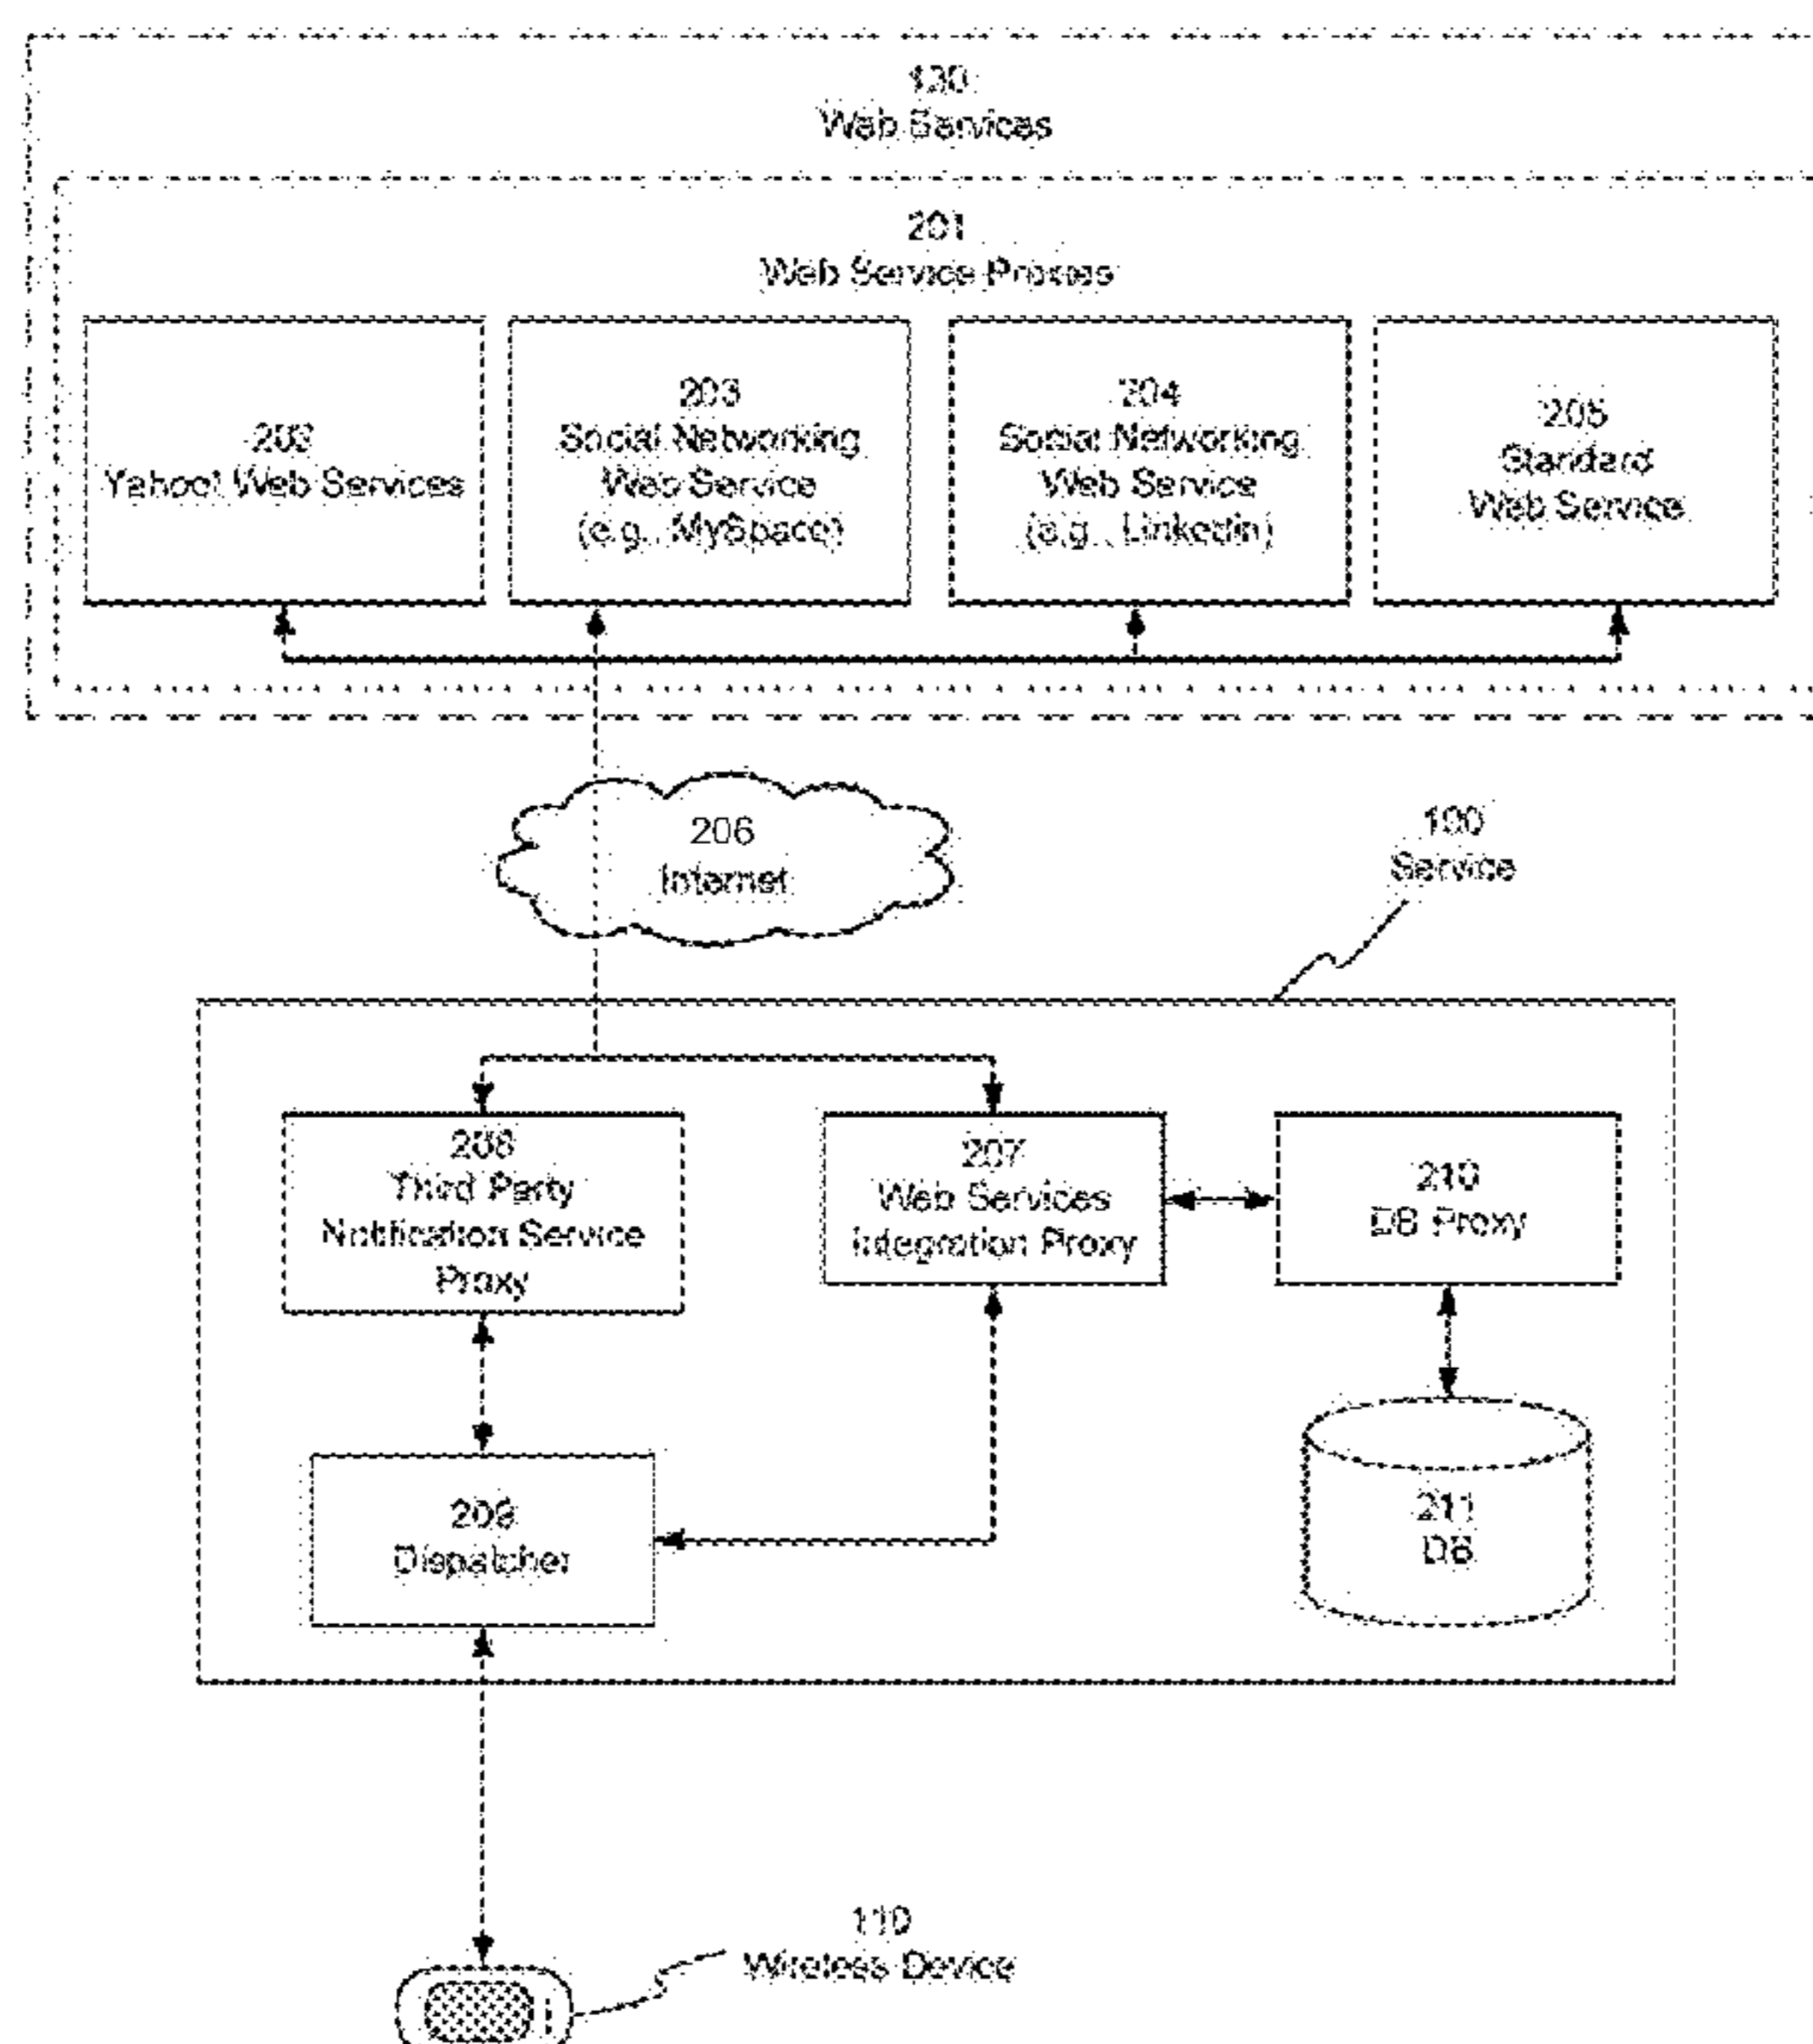 130
Web Services
201
Web Service Proxies
202
Yahoo! Web Services
203
Social Networking
Web Service
(e.g., MySpace)
204
Social Networking
Web Service
(e.g., LinkedIn)
205
Standard
Web Service
206
Internet
190
Service
208
Third Party
Notification Service
Proxy
207
Web Services
Integration Proxy
210
DB Proxy
209
Dispatcher
211
DB
110
Wireless Device